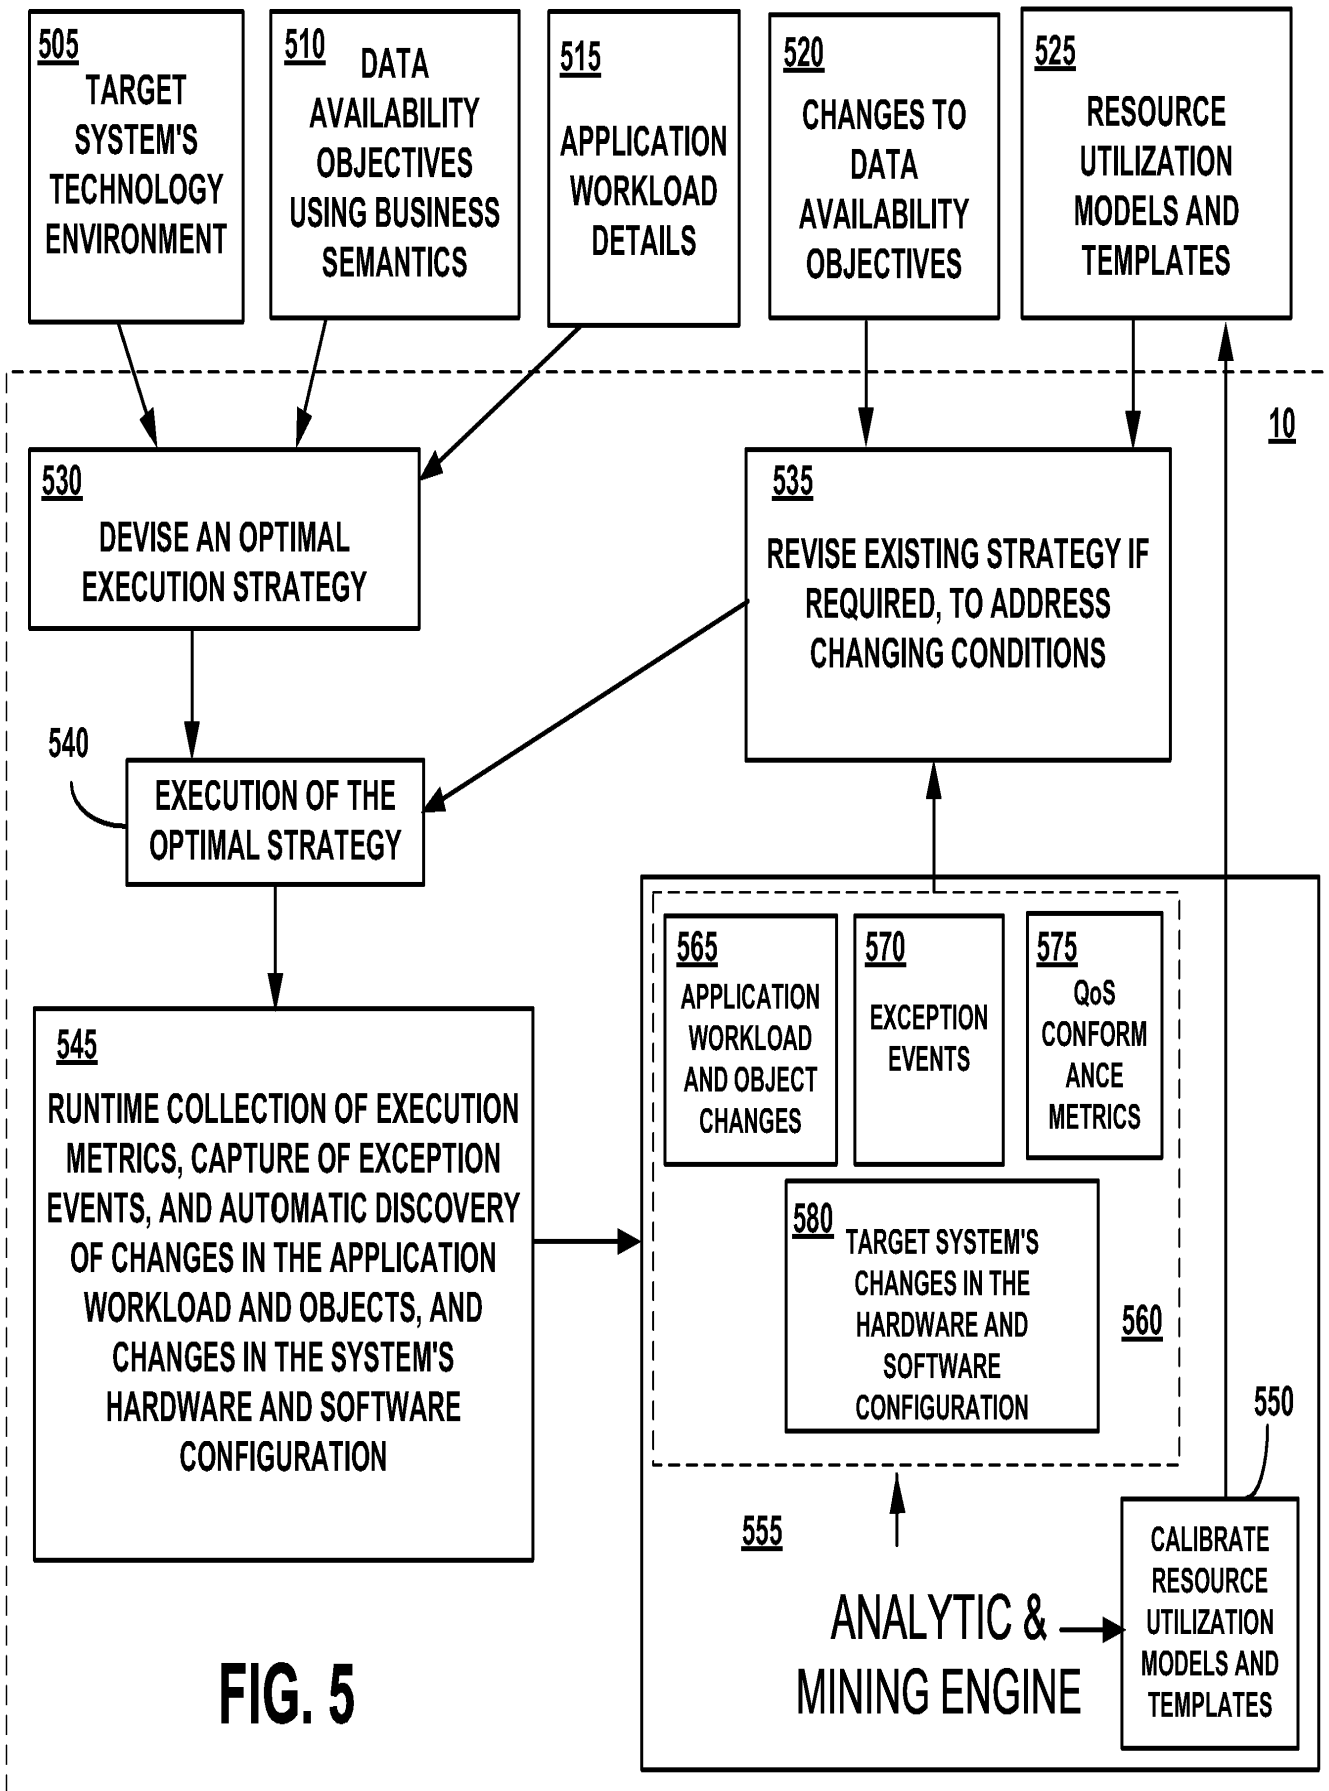 505
TARGET
SYSTEM'S
TECHNOLOGY
ENVIRONMENT
510
DATA
AVAILABILITY
OBJECTIVES
USING BUSINESS
SEMANTICS
515
APPLICATION
WORKLOAD
DETAILS
520
CHANGES TO
DATA
AVAILABILITY
OBJECTIVES
525
RESOURCE
UTILIZATION
MODELS AND
TEMPLATES
10
530
DEVISE AN OPTIMAL
EXECUTION STRATEGY
535
REVISE EXISTING STRATEGY IF
REQUIRED, TO ADDRESS
CHANGING CONDITIONS
540
EXECUTION OF THE
OPTIMAL STRATEGY
545
RUNTIME COLLECTION OF EXECUTION
METRICS, CAPTURE OF EXCEPTION
EVENTS, AND AUTOMATIC DISCOVERY
OF CHANGES IN THE APPLICATION
WORKLOAD AND OBJECTS, AND
CHANGES IN THE SYSTEM'S
HARDWARE AND SOFTWARE
CONFIGURATION
565
APPLICATION
WORKLOAD
AND OBJECT
CHANGES
570
EXCEPTION
EVENTS
575
QoS
CONFORM
ANCE
METRICS
580
TARGET SYSTEM'S
CHANGES IN THE
HARDWARE AND
SOFTWARE
CONFIGURATION
560
550
555
ANALYTIC &
MINING ENGINE
CALIBRATE
RESOURCE
UTILIZATION
MODELS AND
TEMPLATES
FIG. 5